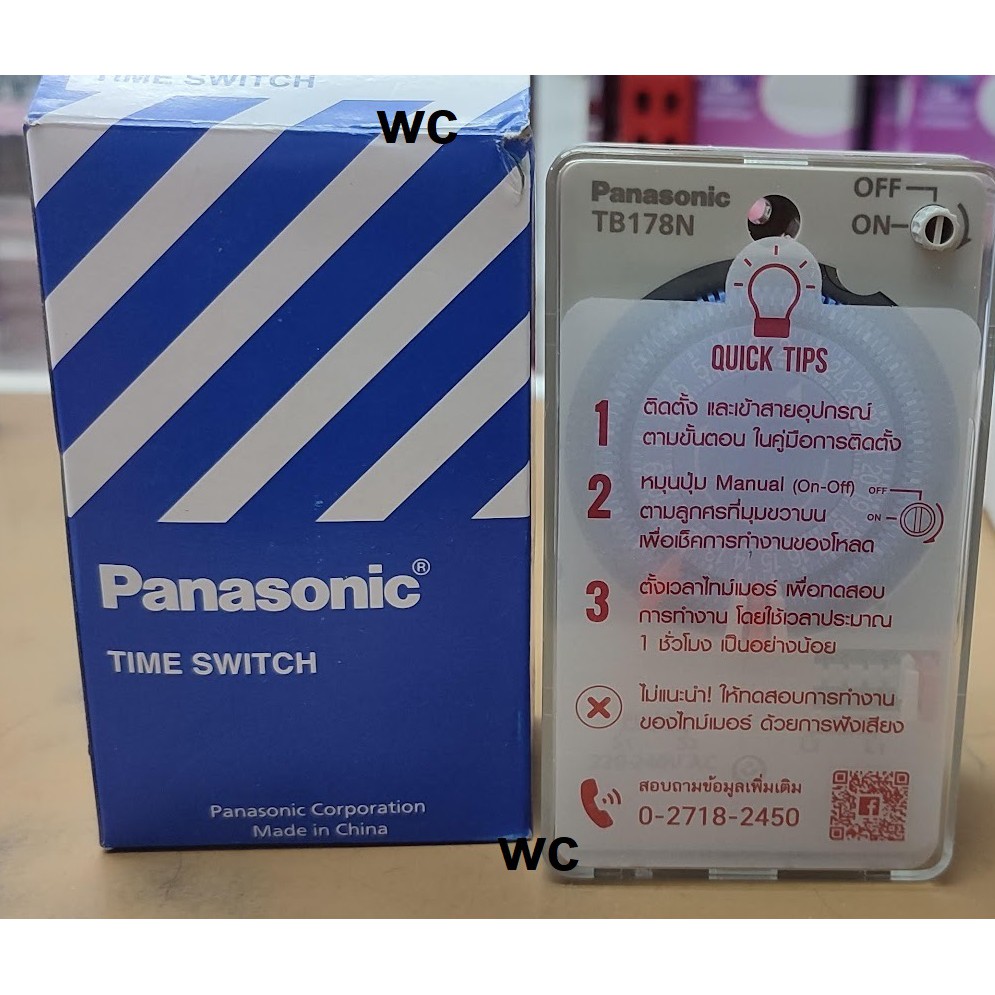 TIME SWITCH
WC
Panasonic®
TIME SWITCH
Panasonic Corporation
Made in China
WC
Panasonic
TB178N
OFF
ON
QUICK TIPS
1 ติดตั้ง และเข้าสายอุปกรณ์
ตามขั้นตอน ในคู่มือการติดตั้ง
2 หมุนปุ่ม Manual (On-Off)
ตามลูกศรที่มุมขวาบน
เพื่อเช็คการทำงานของโหลด
OFF
ON
3 ตั้งเวลาไทม์เมอร์ เพื่อทดสอบ
การทำงาน โดยใช้เวลาประมาณ
1 ชั่วโมง เป็นอย่างน้อย
ไม่แนะนำ! ให้ทดสอบการทำงาน
ของไทม์เมอร์ ด้วยการฟังเสียง
สอบถามข้อมูลเพิ่มเติม
0-2718-2450